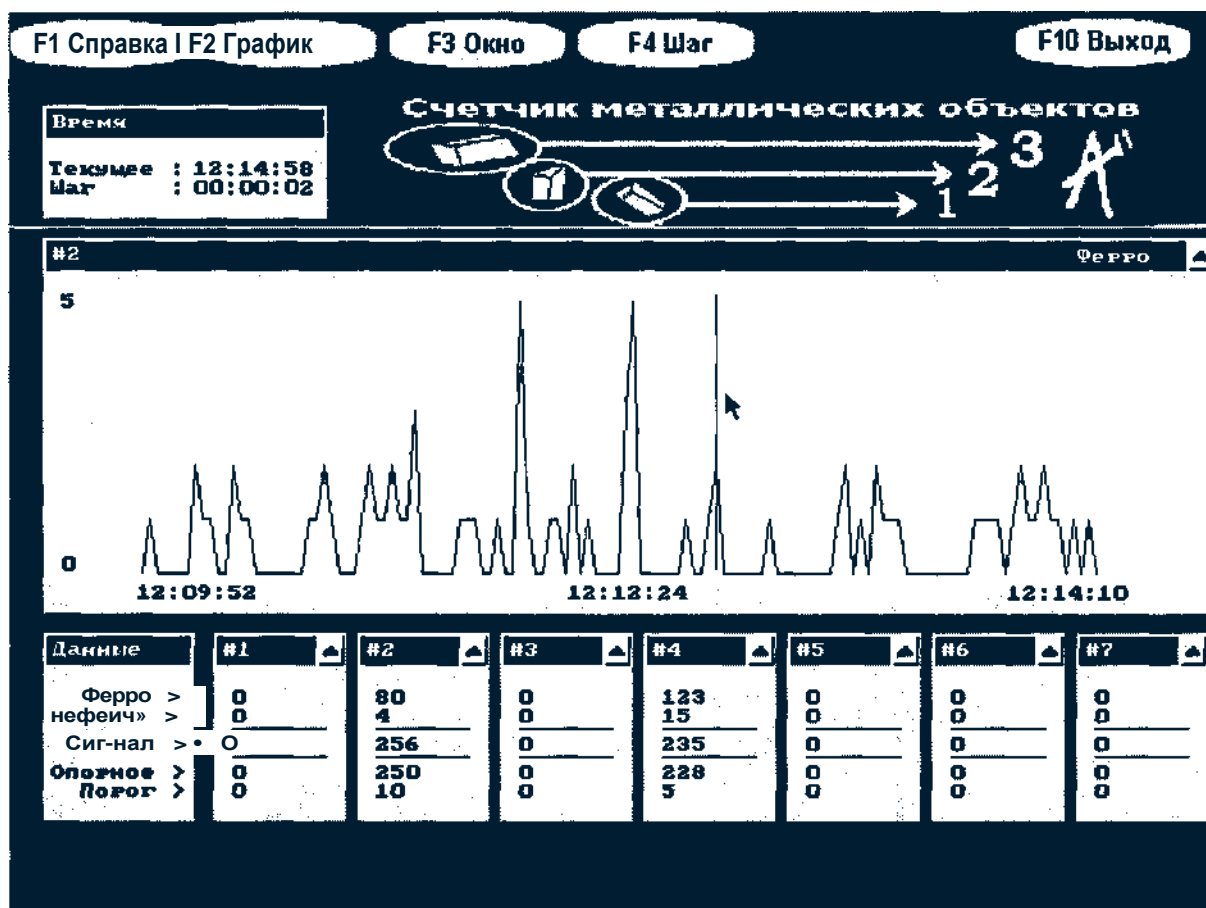 F1 Справка I F2 График F3 Окно F4 Шаг F10 Выход
Счетчик металлических объектов
Время
Текущее : 12:14:58
Шаг : 00:00:02
3
2
1
#2 Ферро
5
0
12:09:52 12:12:24 12:14:10
Данные #1 #2 #3 #4 #5 #6 #7
Ферро > 0 80 0 123 0 0 0
нефеич» > 0 4 0 15 0 0 0
Сиг-нал > • О 256 0 235 0 0 0
Опорное > 0 250 0 228 0 0 0
Порог > 0 10 0 5 0 0 0